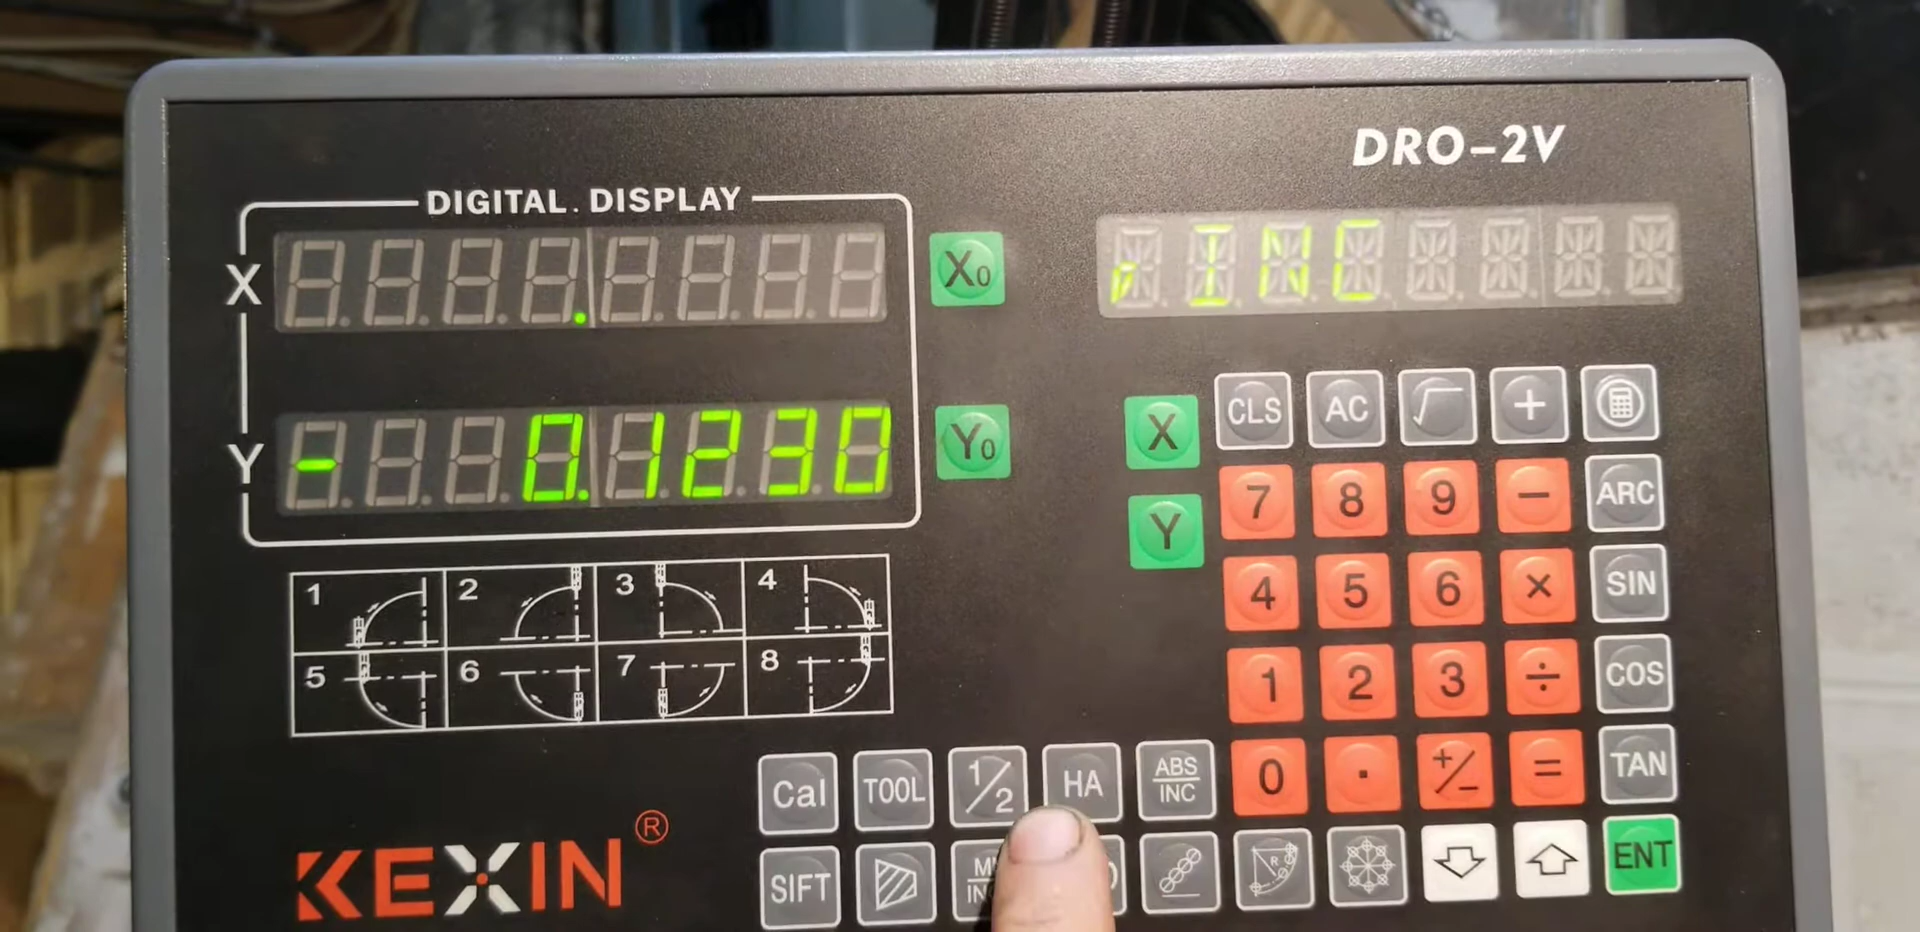 DRO-2V
DIGITAL. DISPLAY
X
.
X0
INC
Y
- 0.1230
Y0
X
CLS
AC
√
+
Y
7
8
9
−
ARC
4
5
6
×
SIN
1
2
3
÷
COS
0
.
+/−
=
TAN
1
2
3
4
5
6
7
8
Cal
TOOL
1/2
HA
ABS
INC
KEXIN®
SIFT
R
ENT